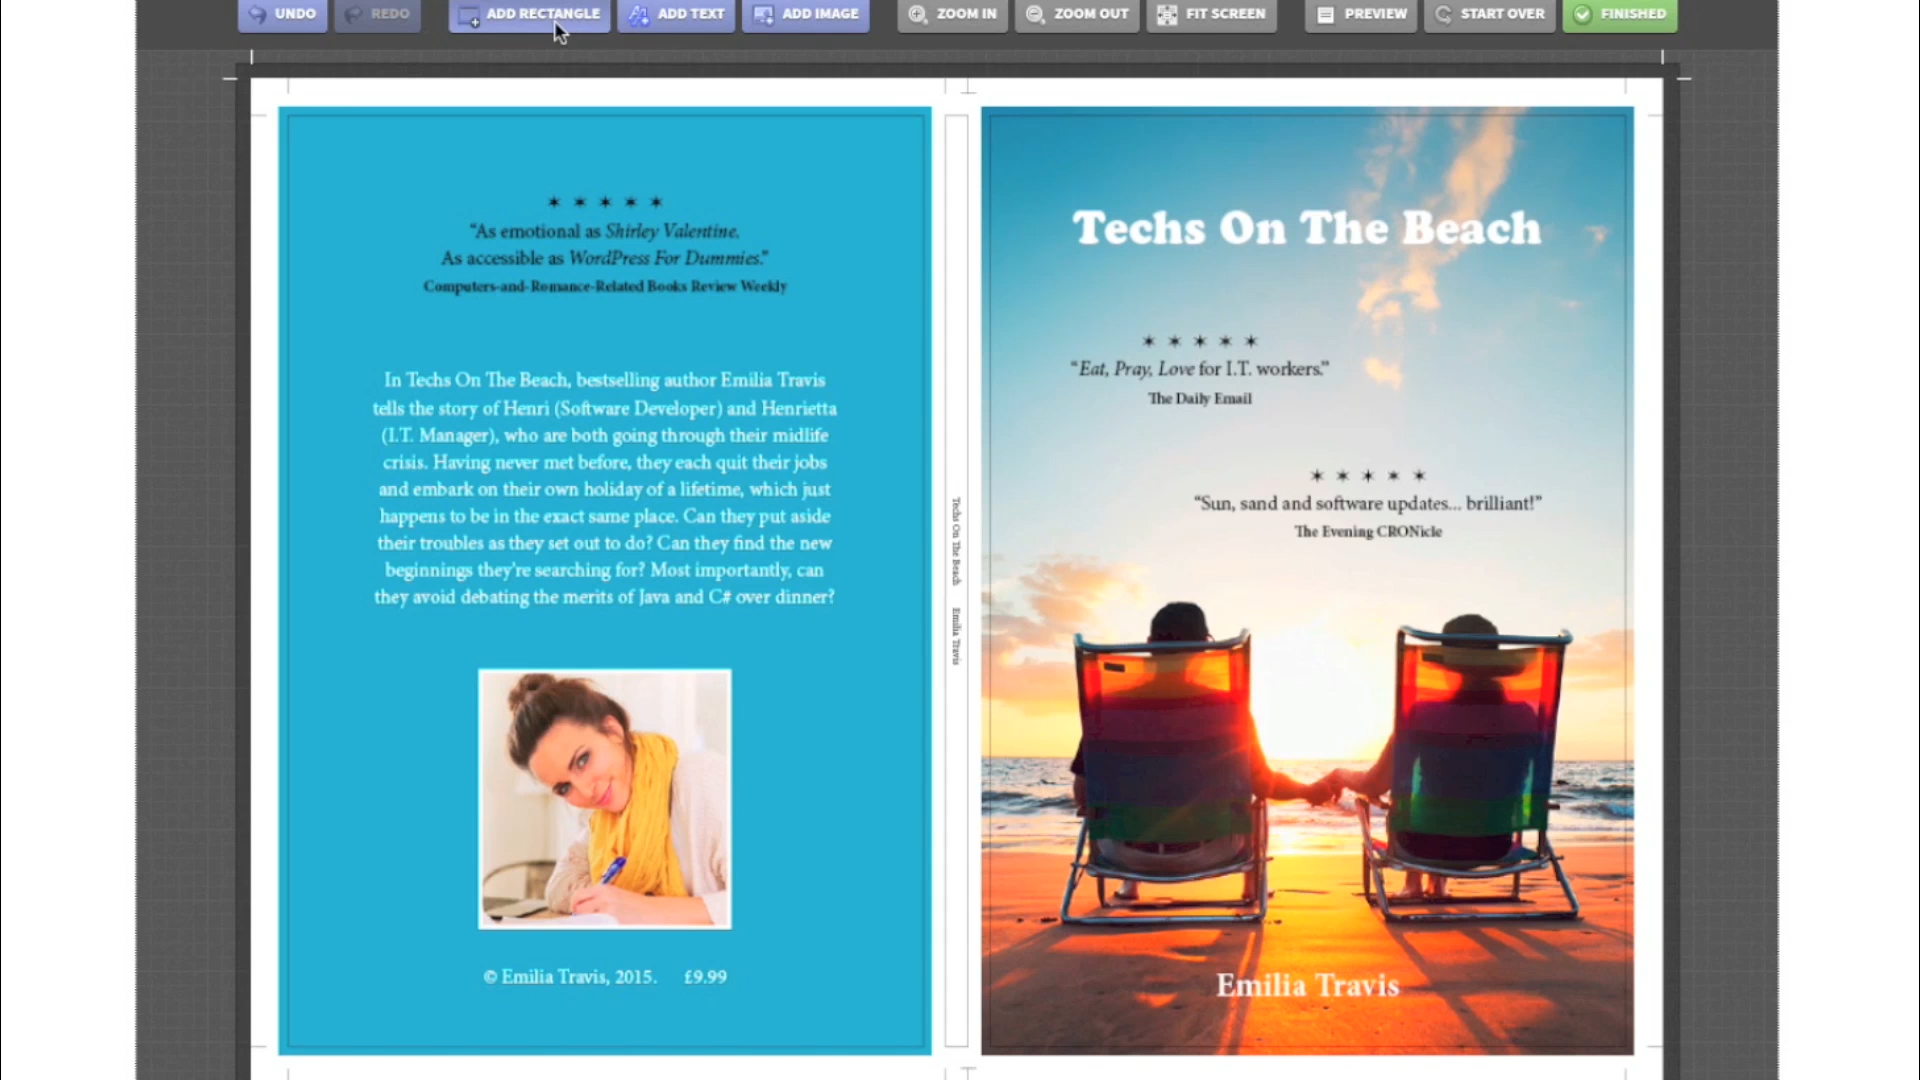 UNDO
REDO
ADD RECTANGLE
ADD TEXT
ADD IMAGE
ZOOM IN
ZOOM OUT
FIT SCREEN
PREVIEW
START OVER
FINISHED
✶ ✶ ✶ ✶ ✶
“As emotional as Shirley Valentine.
As accessible as WordPress For Dummies.”
Computers-and-Romance-Related Books Review Weekly
In Techs On The Beach, bestselling author Emilia Travis
tells the story of Henri (Software Developer) and Henrietta
(I.T. Manager), who are both going through their midlife
crisis. Having never met before, they each quit their jobs
and embark on their own holiday of a lifetime, which just
happens to be in the exact same place. Can they put aside
their troubles as they set out to do? Can they find the new
beginnings they’re searching for? Most importantly, can
they avoid debating the merits of Java and C# over dinner?
© Emilia Travis, 2015. £9.99
Techs On The Beach Emilia Travis
Techs On The Beach
✶ ✶ ✶ ✶ ✶
“Eat, Pray, Love for I.T. workers.”
The Daily Email
✶ ✶ ✶ ✶ ✶
“Sun, sand and software updates... brilliant!”
The Evening CRONicle
Emilia Travis